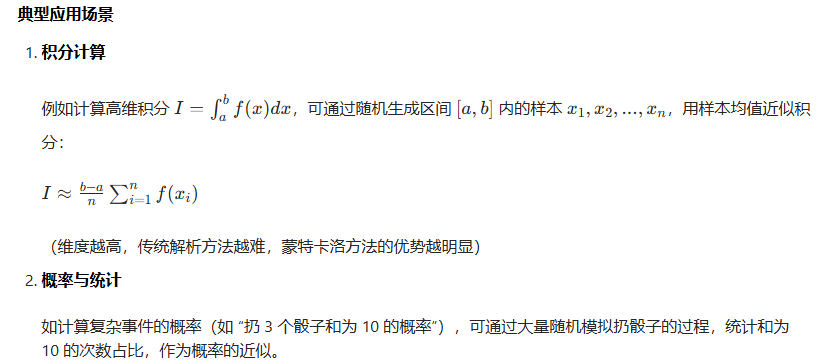 典型应用场景
1. 积分计算
例如计算高维积分 $I = \int_a^b f(x)dx$，可通过随机生成区间 $[a, b]$ 内的样本 $x_1, x_2, ..., x_n$，用样本均值近似积
分：
$I \approx \frac{b-a}{n} \sum_{i=1}^{n} f(x_i)$
（维度越高，传统解析方法越难，蒙特卡洛方法的优势越明显）
2. 概率与统计
如计算复杂事件的概率（如 “扔 3 个骰子和为 10 的概率”），可通过大量随机模拟扔骰子的过程，统计和为
10 的次数占比，作为概率的近似。